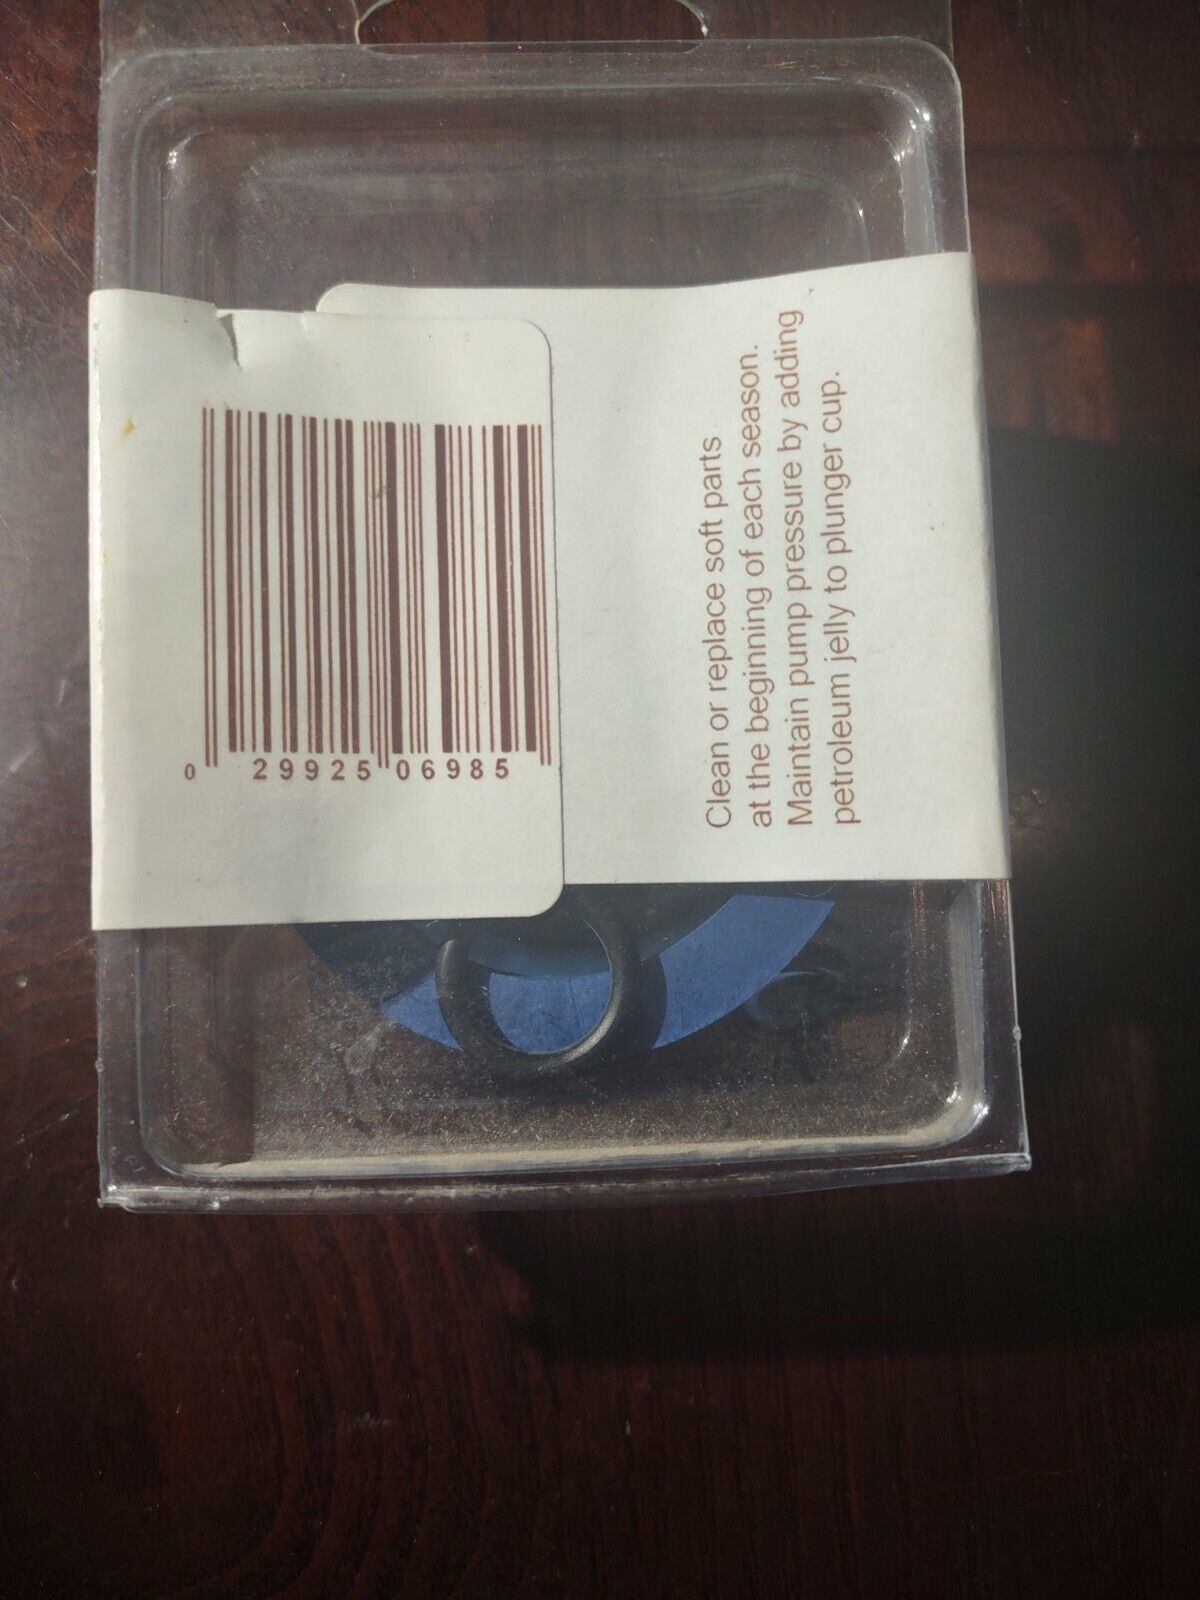 0 29925 06985
Clean or replace soft parts
at the beginning of each season.
Maintain pump pressure by adding
petroleum jelly to plunger cup.